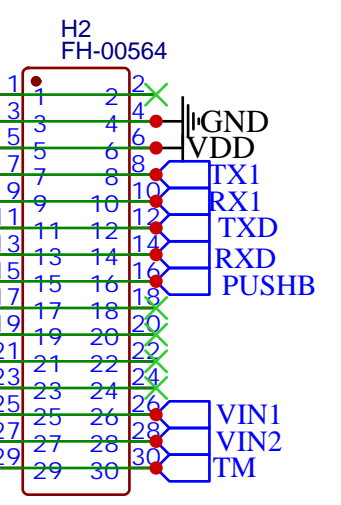 H2
FH-00564
1 1 2 2
3 3 4 4 GND
5 5 6 6 VDD
7 7 8 8 TX1
9 9 10 10 RX1
11 11 12 12 TXD
13 13 14 14 RXD
15 15 16 16 PUSHB
17 17 18 18
19 19 20 20
21 21 22 22
23 23 24 24
25 25 26 26 VIN1
27 27 28 28 VIN2
29 29 30 30 TM